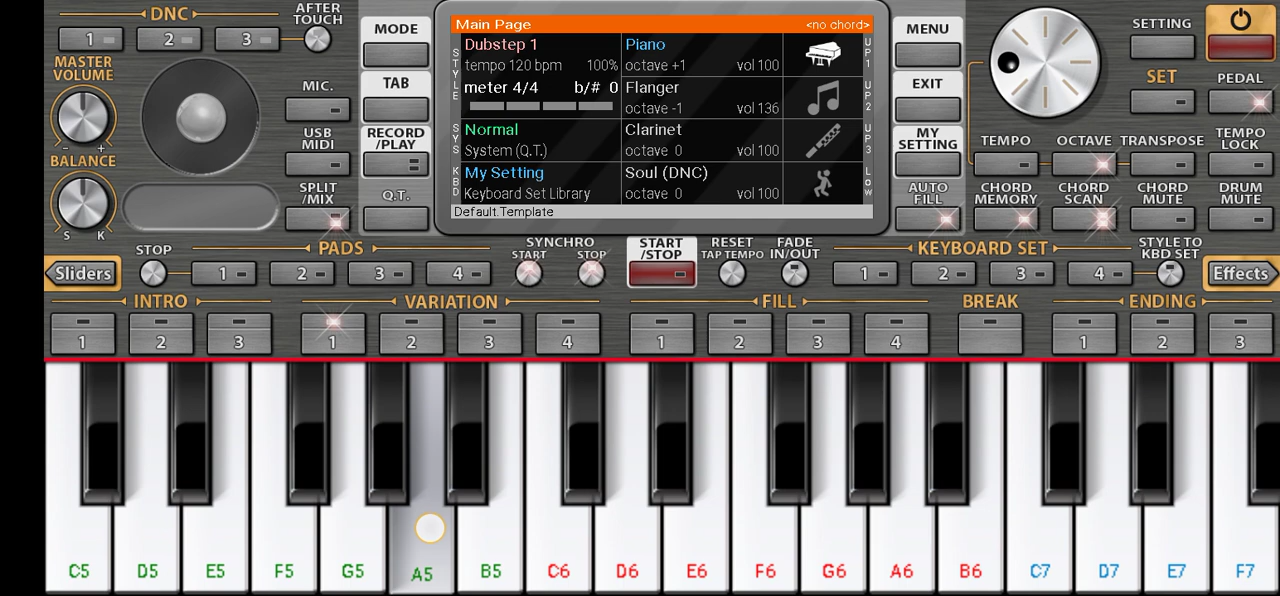 DNC
AFTER TOUCH
1
2
3
MASTER VOLUME
- +
BALANCE
S K
MIC.
USB MIDI
SPLIT /MIX
MODE
TAB
RECORD /PLAY
Q.T.
Main Page <no chord>
STYLE
Dubstep 1
tempo 120 bpm 100%
meter 4/4 b/# 0
SYS
Normal
System (Q.T.)
KBD
My Setting
Keyboard Set Library
Piano
octave +1 vol 100
UP1
Flanger
octave -1 vol 136
UP2
Clarinet
octave 0 vol 100
UP3
Soul (DNC)
octave 0 vol 100
LOW
Default.Template
MENU
EXIT
MY SETTING
AUTO FILL
SETTING
SET
PEDAL
TEMPO
OCTAVE
TRANSPOSE
TEMPO LOCK
CHORD MEMORY
CHORD SCAN
CHORD MUTE
DRUM MUTE
Sliders
STOP
PADS
1
2
3
4
SYNCHRO
START
STOP
START /STOP
RESET
TAP TEMPO
FADE IN/OUT
KEYBOARD SET
1
2
3
4
STYLE TO KBD SET
Effects
INTRO
1
2
3
VARIATION
1
2
3
4
FILL
1
2
3
4
BREAK
ENDING
1
2
3
C5 D5 E5 F5 G5 A5 B5 C6 D6 E6 F6 G6 A6 B6 C7 D7 E7 F7